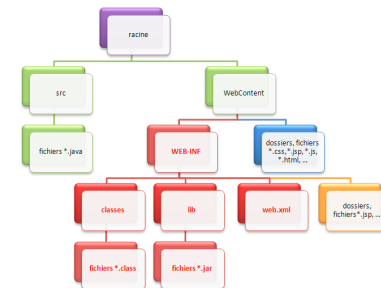 racine
src
WebContent
fichiers *.java
WEB-INF
dossiers, fichiers
*.css,*.jsp,*.js,
*.html, ...
classes
lib
web.xml
dossiers,
fichiers*.jsp, ...
fichiers *.class
fichiers *.jar